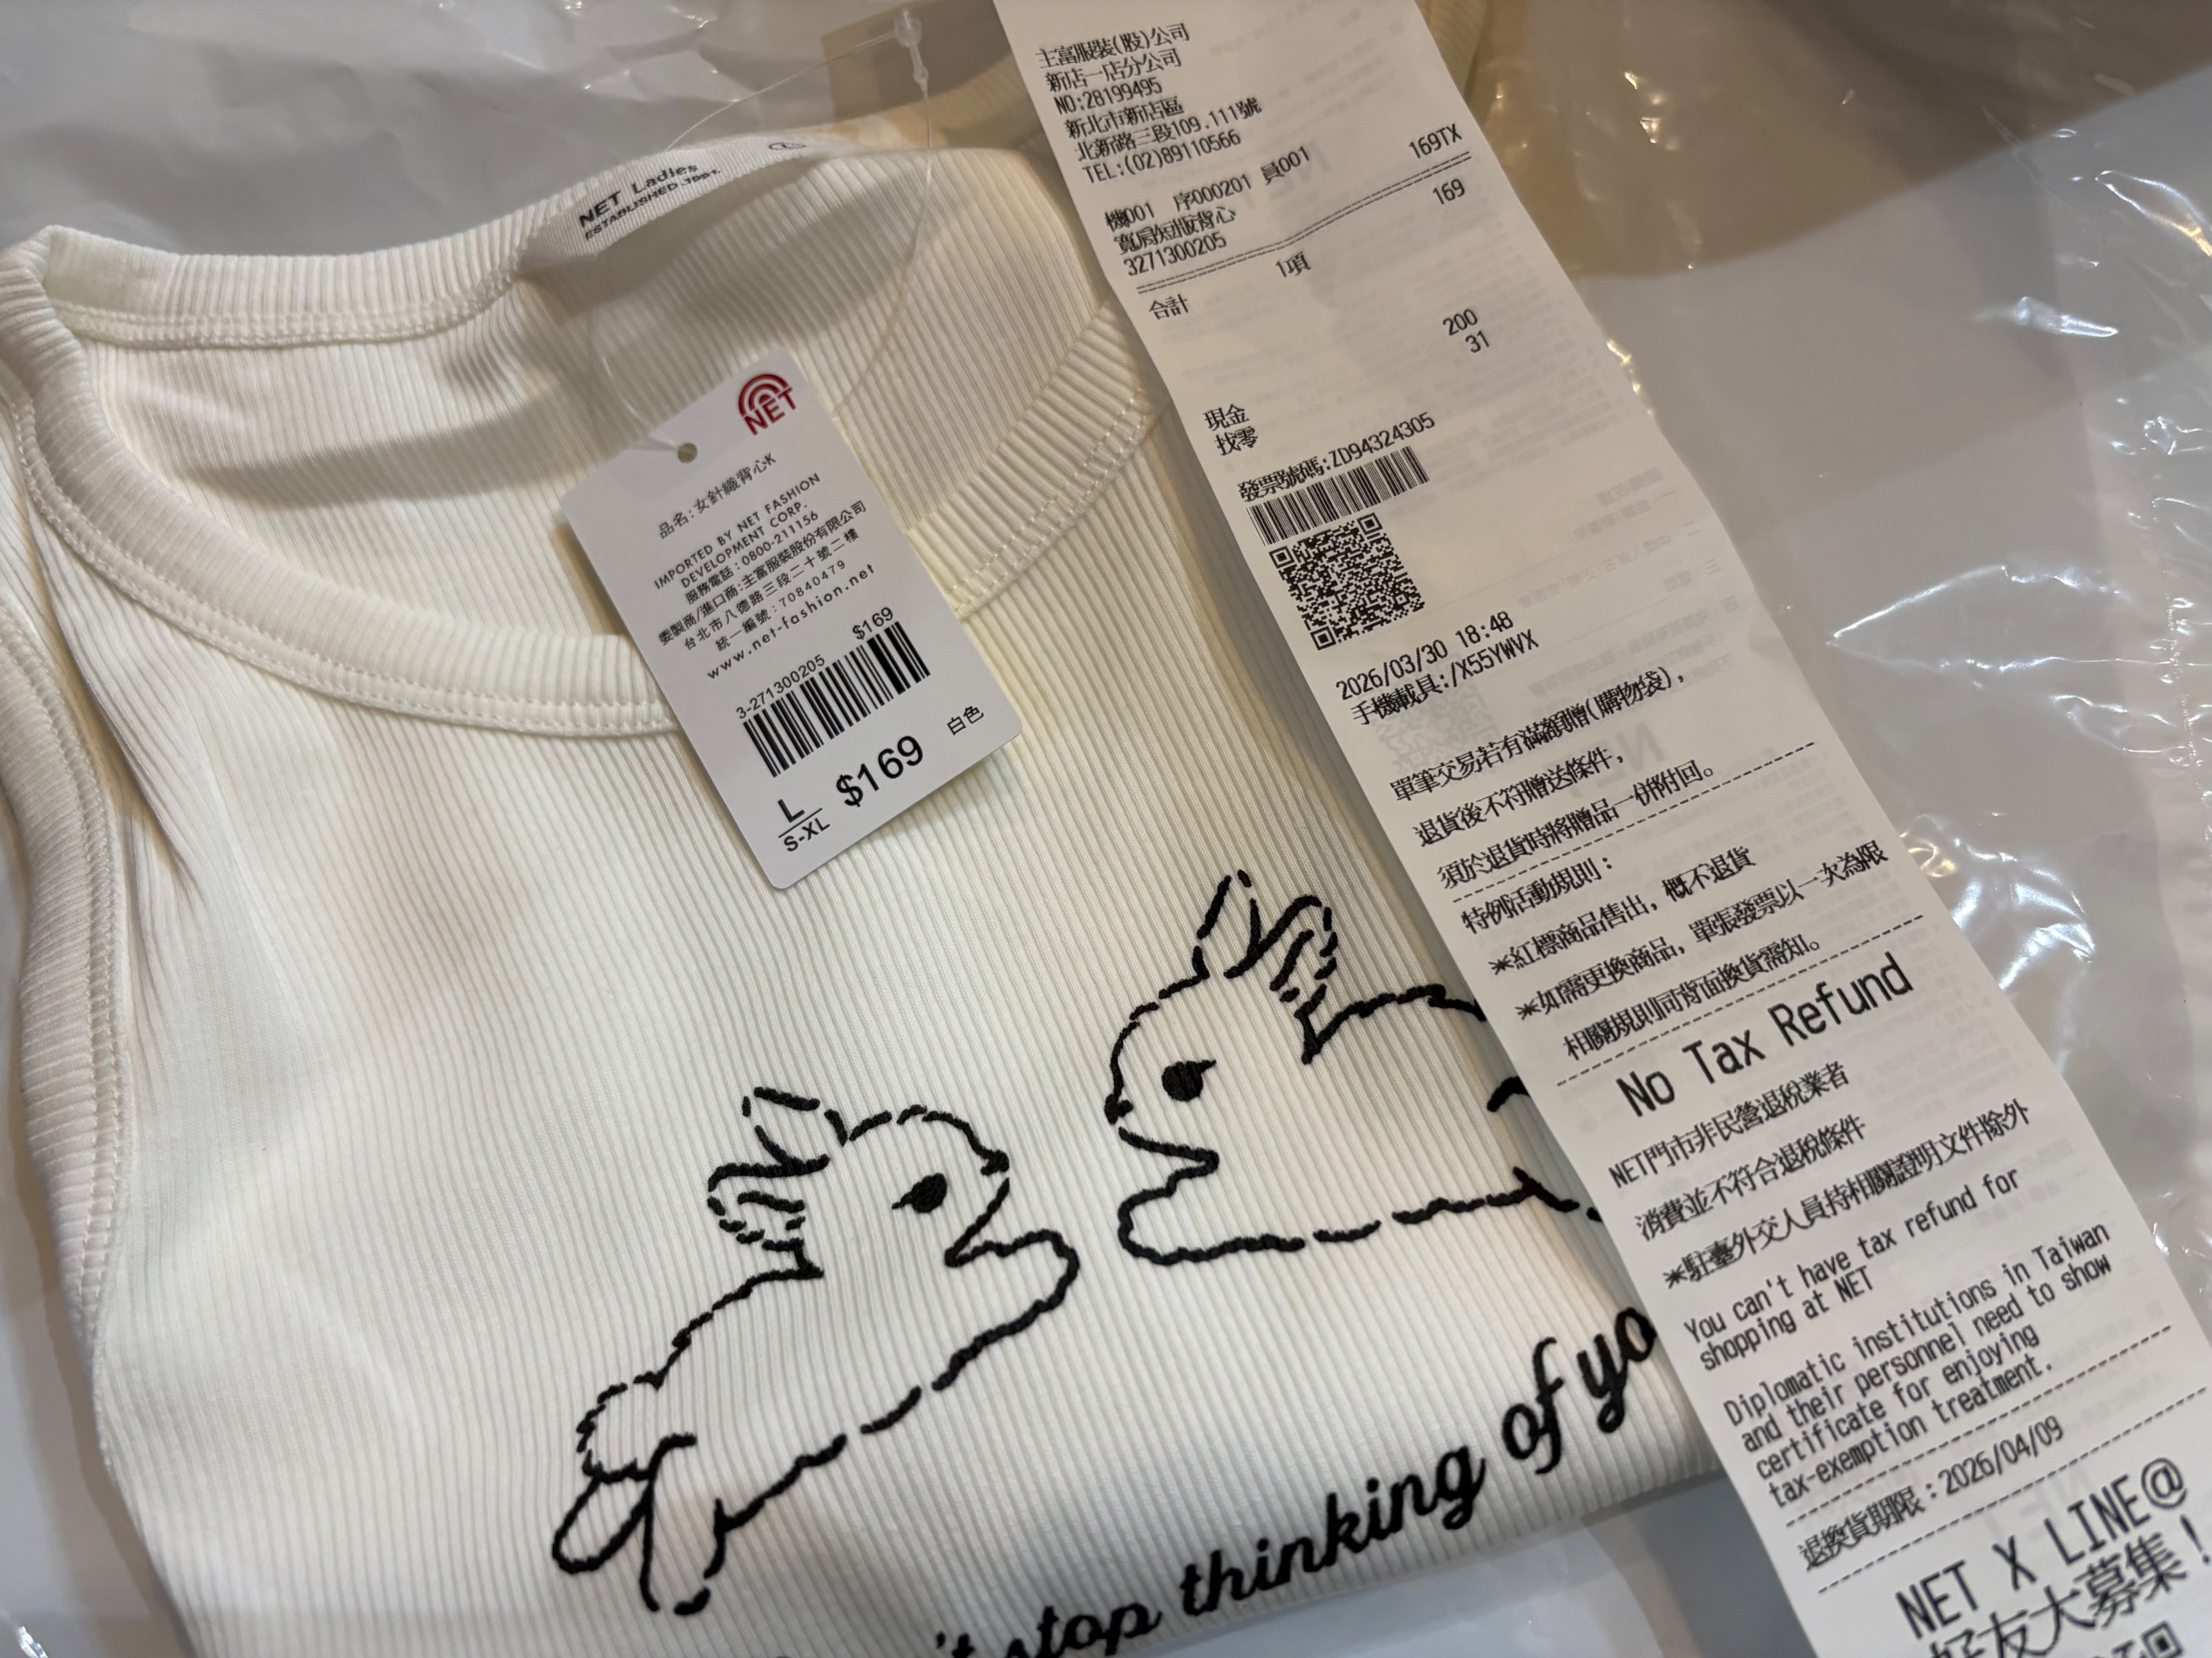 NET Ladies
ESTABLISHED 1991.
NET
品名:女針織背心K
IMPORTED BY NET FASHION
DEVELOPMENT CORP.
服務電話:0800-211156
委製商/進口商:主富服裝股份有限公司
台北市八德路三段二十號二樓
統一編號:70840479
www.net-fashion.net
$169
3-271300205
白色
L $169
S-XL
't stop thinking of yo
主富服裝(股)公司
新店一店分公司
NO:28199495
新北市新店區
北新路三段109.111號
TEL:(02)89110566
機001 序000201 員001
寬肩短版背心 169TX
3271300205
合計 1項 169
現金 200
找零 31
發票號碼:ZD94324305
2026/03/30 18:48
手機載具:/X55YWVX
單筆交易若有滿額贈(購物袋),
退貨後不符贈送條件,
須於退貨時將贈品一併附回。
特例活動規則:
*紅標商品售出, 概不退貨
*如需更換商品, 單張發票以一次為限
相關規則同背面換貨需知。
No Tax Refund
NET門市非民營退稅業者
消費並不符合退稅條件
*駐臺外交人員持相關證明文件除外
You can't have tax refund for
shopping at NET
Diplomatic institutions in Taiwan
and their personnel need to show
certificate for enjoying
tax-exemption treatment.
退換貨期限:2026/04/09
NET X LINE@
好友大募集!